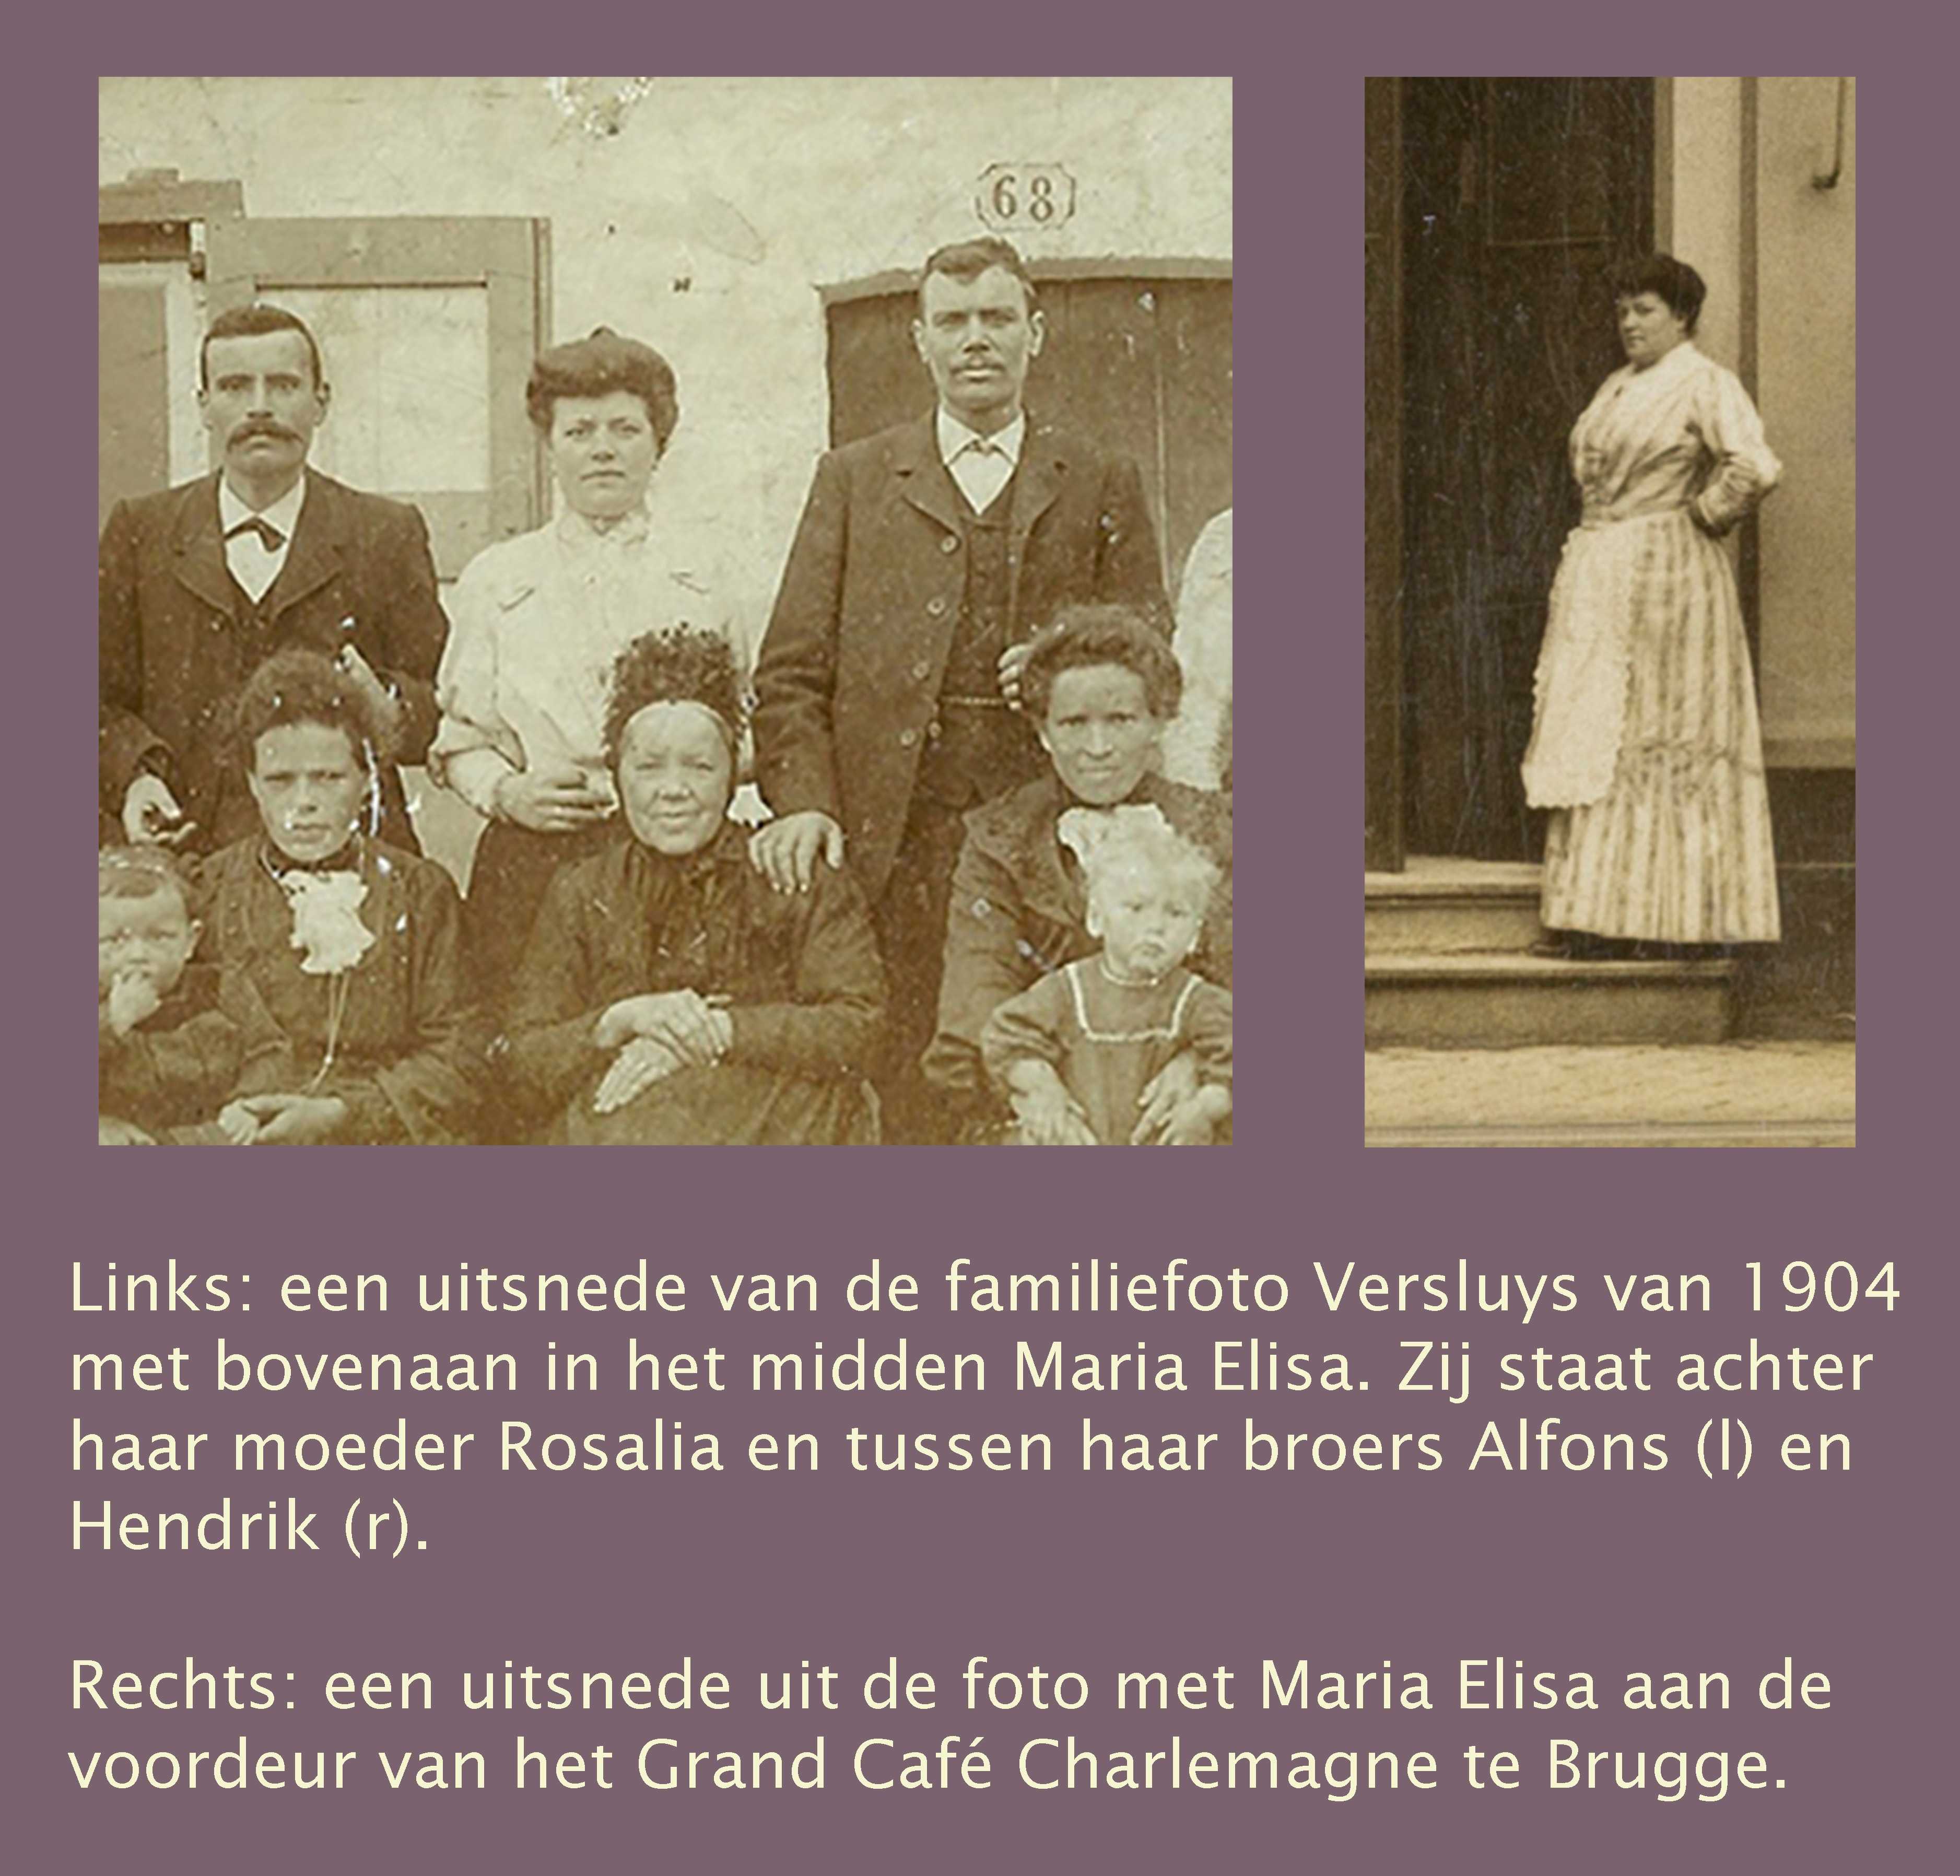 68
Links: een uitsnede van de familiefoto Versluys van 1904
met bovenaan in het midden Maria Elisa. Zij staat achter
haar moeder Rosalia en tussen haar broers Alfons (l) en
Hendrik (r).
Rechts: een uitsnede uit de foto met Maria Elisa aan de
voordeur van het Grand Café Charlemagne te Brugge.